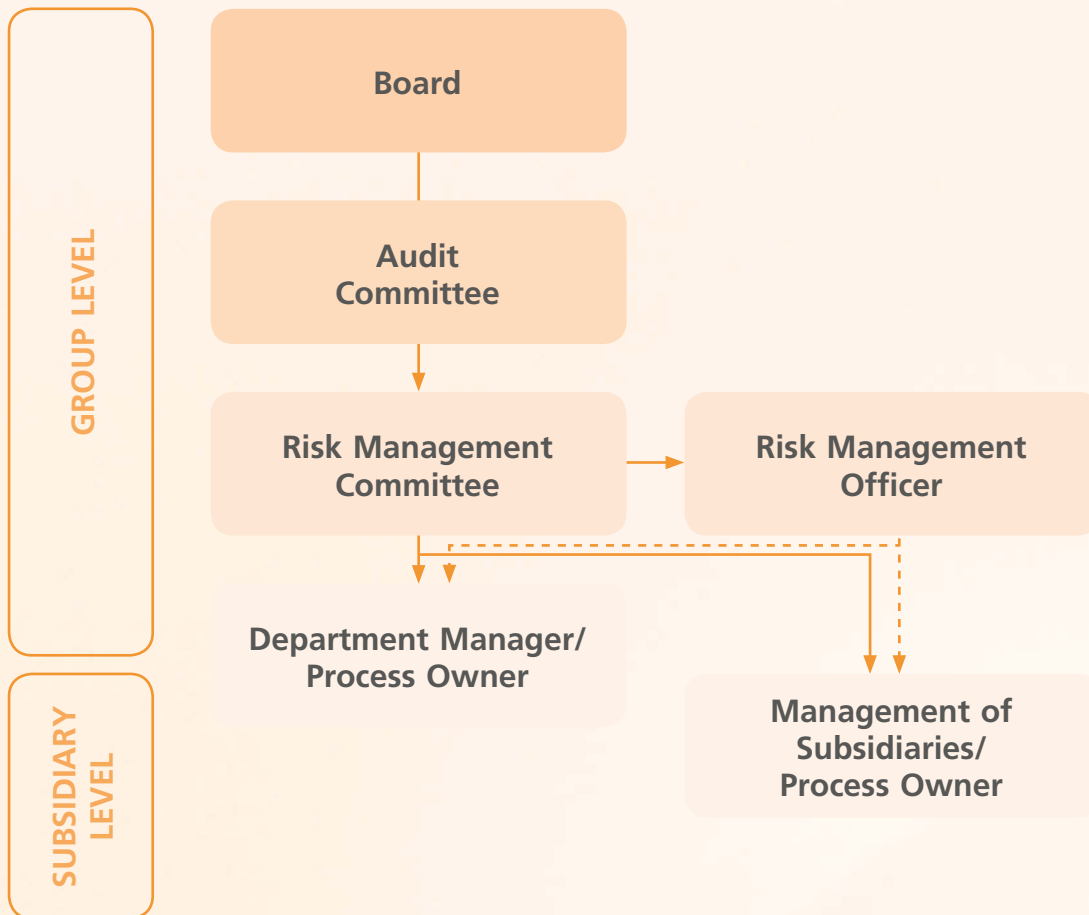 GROUP LEVEL
Board
Audit
Committee
Risk Management
Committee
Risk Management
Officer
Department Manager/
Process Owner
SUBSIDIARY
LEVEL
Management of
Subsidiaries/
Process Owner